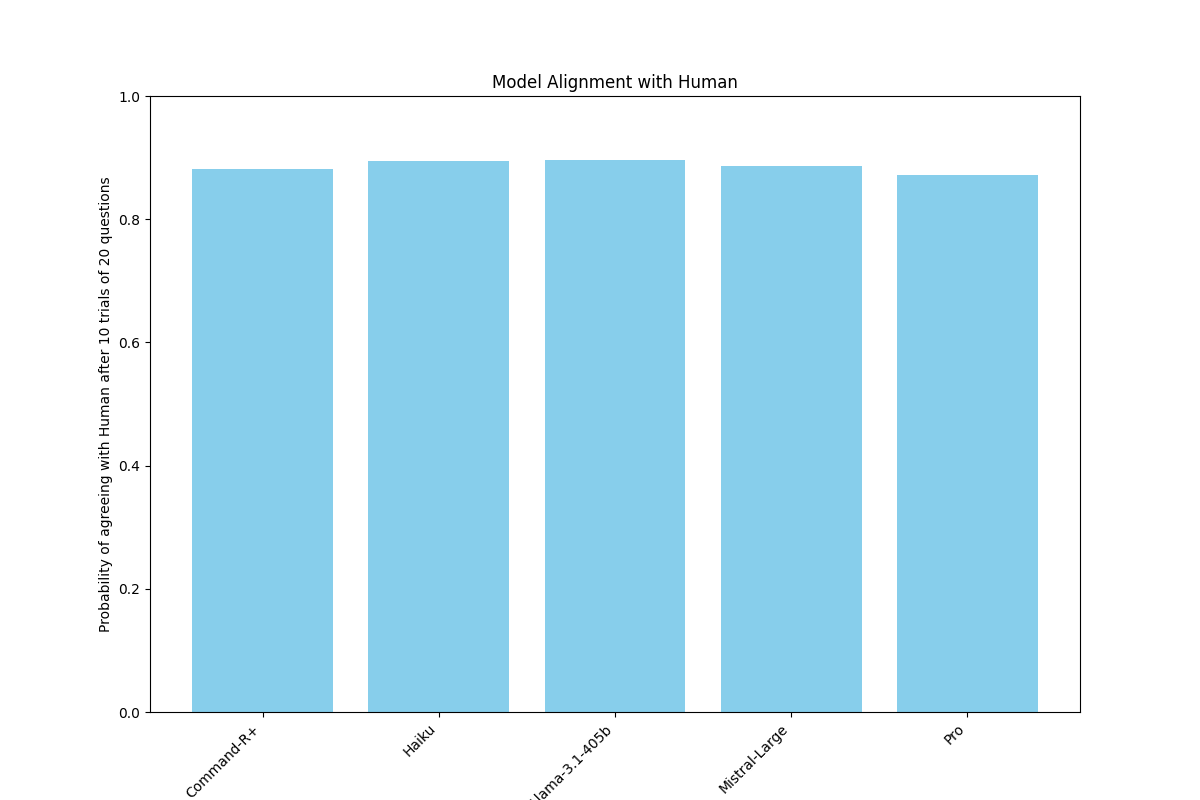 Model Alignment with Human
Probability of agreeing with Human after 10 trials of 20 questions
1.0
0.8
0.6
0.4
0.2
0.0
Command-R+
Haiku
lama-3.1-405b
Mistral-Large
Pro